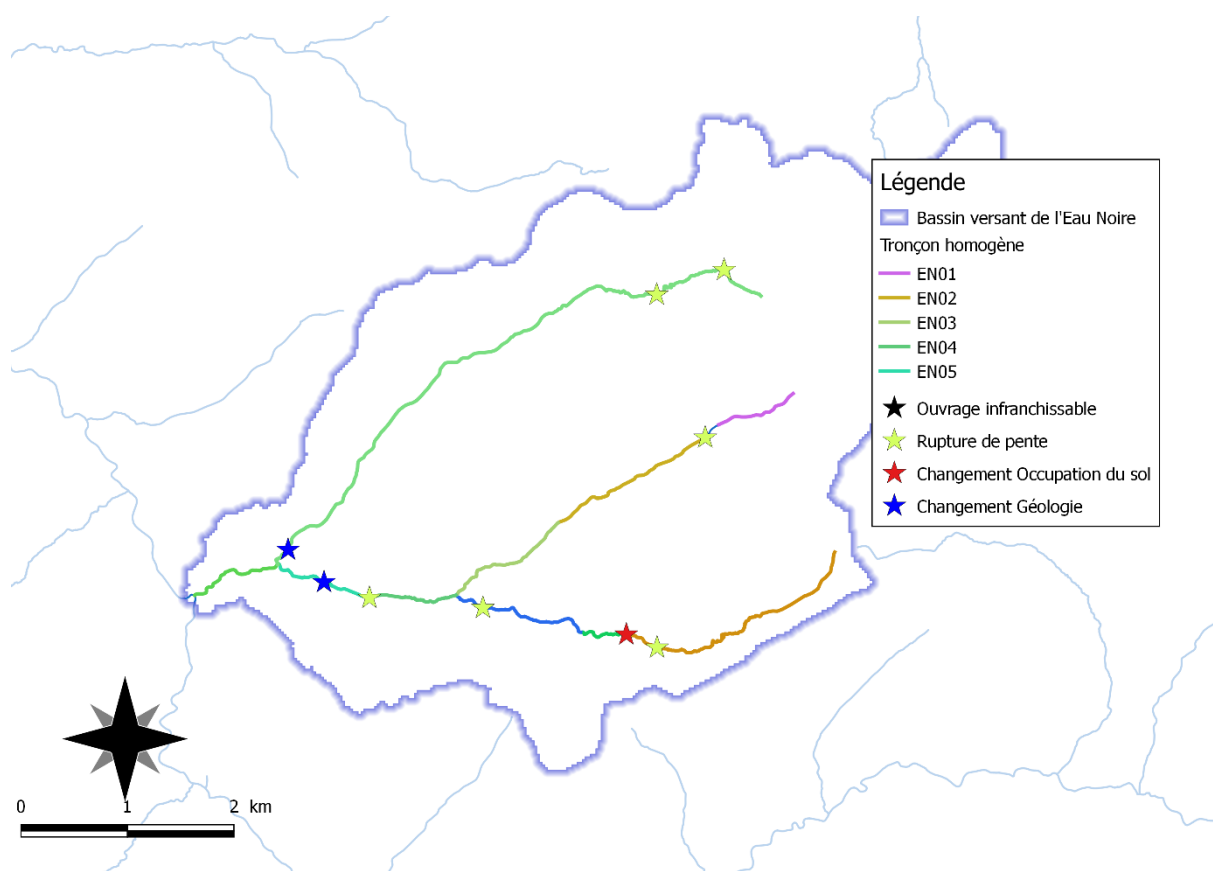 Légende
Bassin versant de l'Eau Noire
Tronçon homogène
EN01
EN02
EN03
EN04
EN05
Ouvrage infranchissable
Rupture de pente
Changement Occupation du sol
Changement Géologie
0 1 2 km